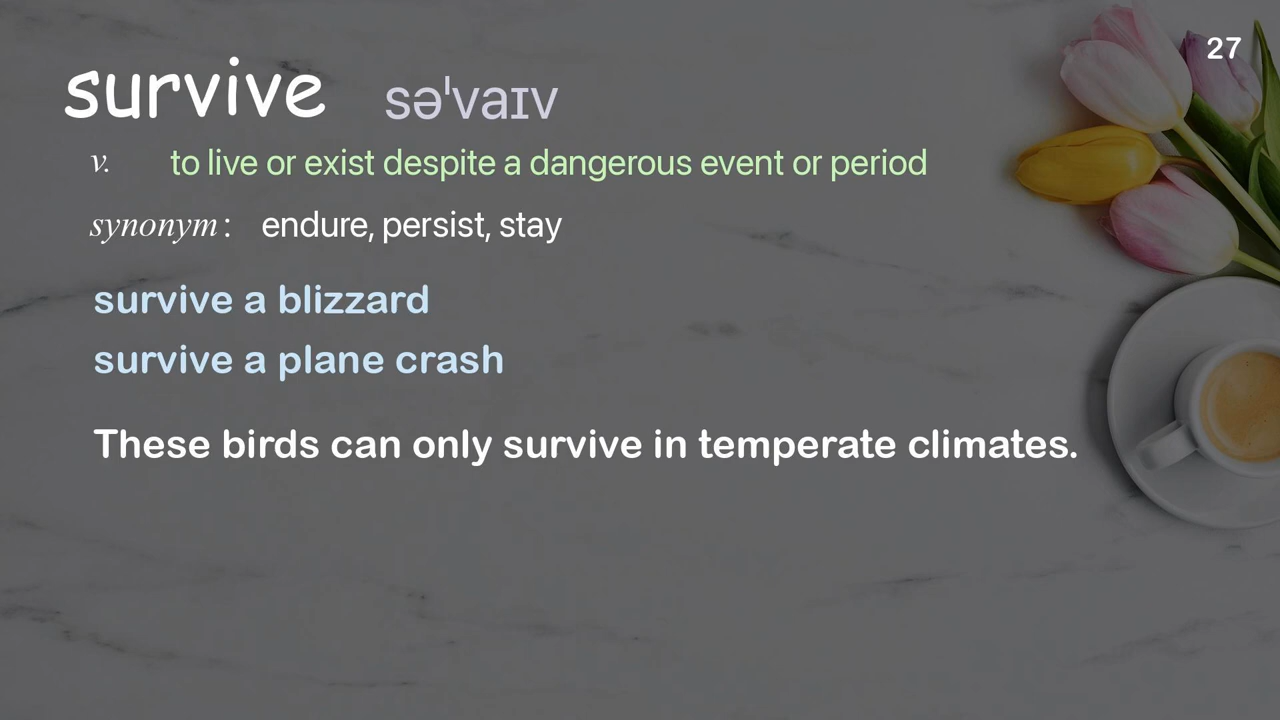 27
survive səˈvaɪv
v. to live or exist despite a dangerous event or period
synonym: endure, persist, stay
survive a blizzard
survive a plane crash
These birds can only survive in temperate climates.